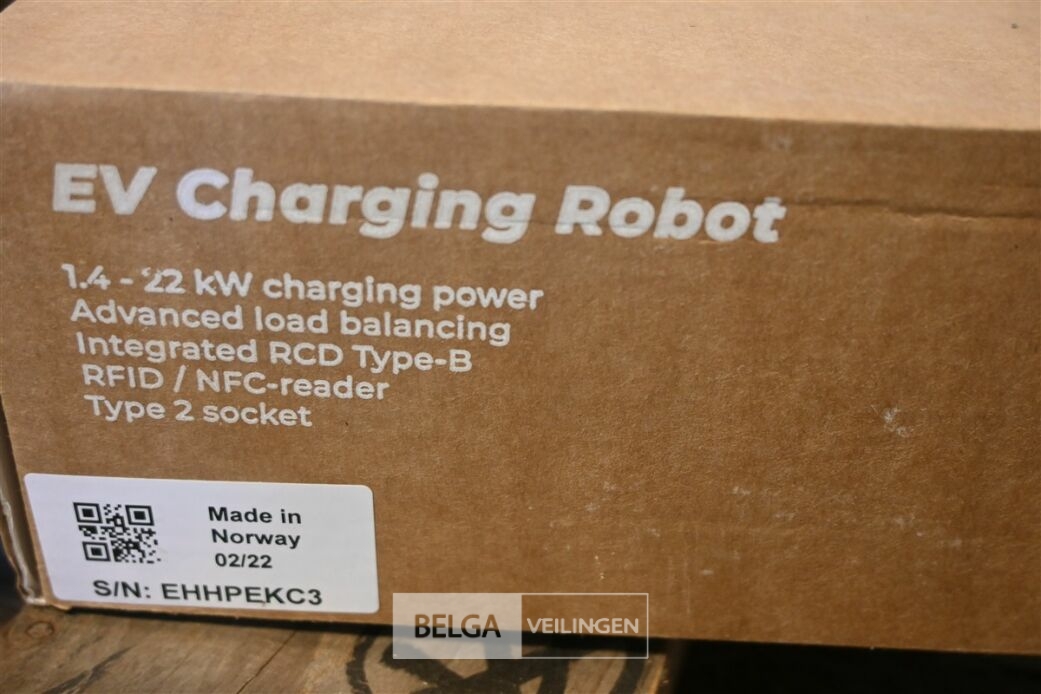 EV Charging Robot
1.4 - 22 kW charging power
Advanced load balancing
Integrated RCD Type-B
RFID / NFC-reader
Type 2 socket
Made in
Norway
02/22
S/N: EHHPEKC3
BELGA VEILINGEN